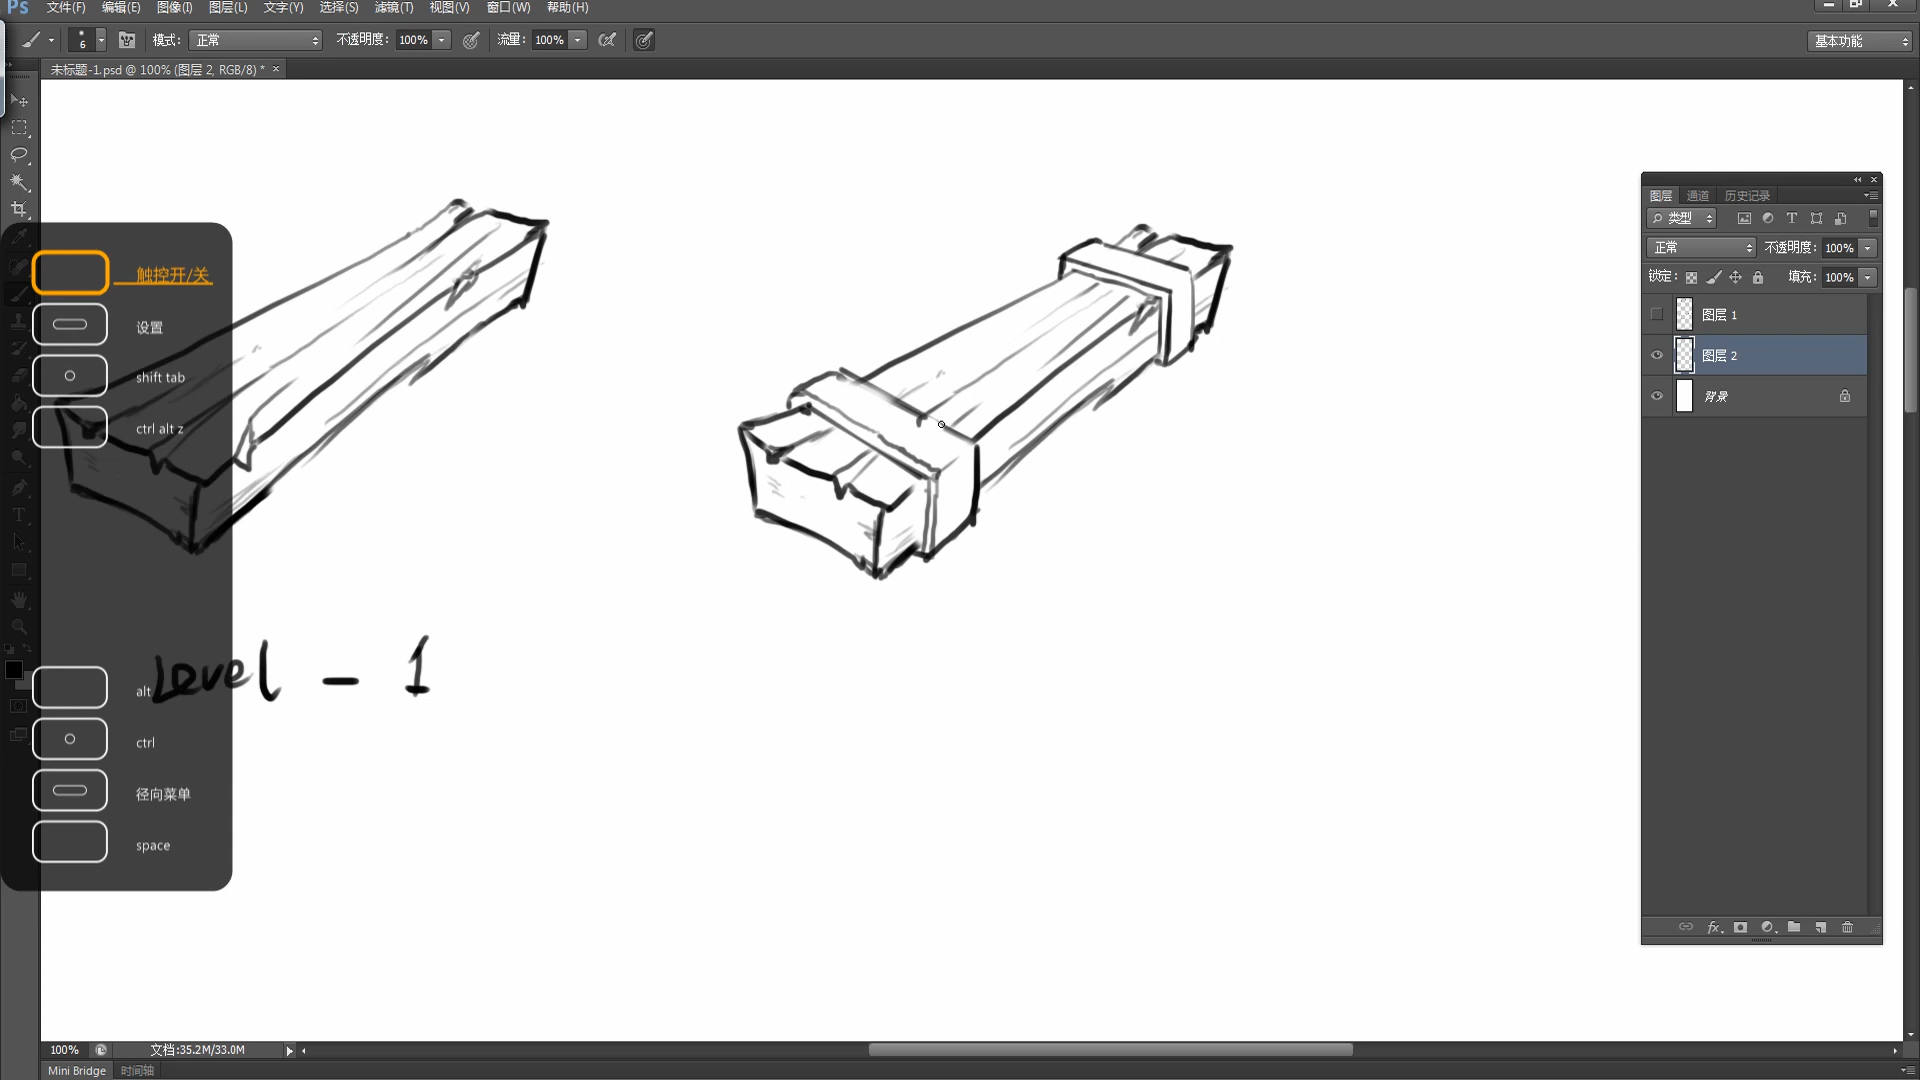 Ps 文件(F) 编辑(E) 图像(I) 图层(L) 文字(Y) 选择(S) 滤镜(T) 视图(V) 窗口(W) 帮助(H)
6 模式: 正常 不透明度: 100% 流量: 100% 基本功能
未标题-1.psd @ 100% (图层 2, RGB/8) * ×
触控开/关
设置
shift tab
ctrl alt z
Level - 1
alt
ctrl
径向菜单
space
图层 通道 历史记录
类型
正常 不透明度: 100%
锁定: 填充: 100%
图层 1
图层 2
背景
fx
100% 文档:35.2M/33.0M
Mini Bridge 时间轴